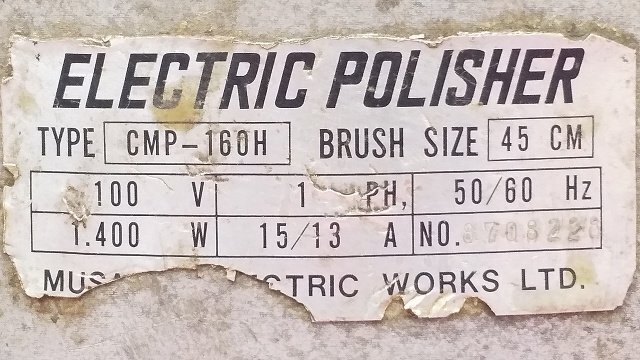 ELECTRIC POLISHER
TYPE CMP-160H BRUSH SIZE 45 CM
100 V 1 PH, 50/60 Hz
1.400 W 15/13 A NO.
WORKS LTD.